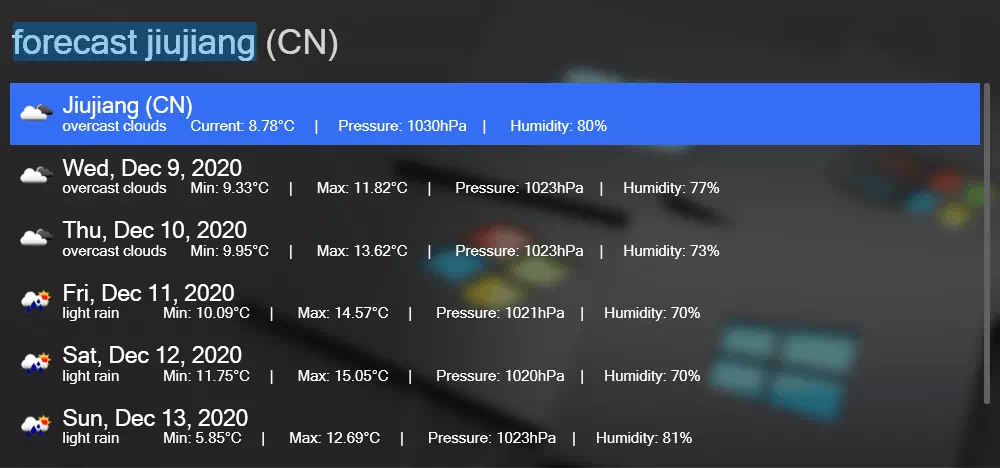 forecast jiujiang (CN)
Jiujiang (CN)
overcast clouds Current: 8.78°C | Pressure: 1030hPa | Humidity: 80%
Wed, Dec 9, 2020
overcast clouds Min: 9.33°C | Max: 11.82°C | Pressure: 1023hPa | Humidity: 77%
Thu, Dec 10, 2020
overcast clouds Min: 9.95°C | Max: 13.62°C | Pressure: 1023hPa | Humidity: 73%
Fri, Dec 11, 2020
light rain Min: 10.09°C | Max: 14.57°C | Pressure: 1021hPa | Humidity: 70%
Sat, Dec 12, 2020
light rain Min: 11.75°C | Max: 15.05°C | Pressure: 1020hPa | Humidity: 70%
Sun, Dec 13, 2020
light rain Min: 5.85°C | Max: 12.69°C | Pressure: 1023hPa | Humidity: 81%